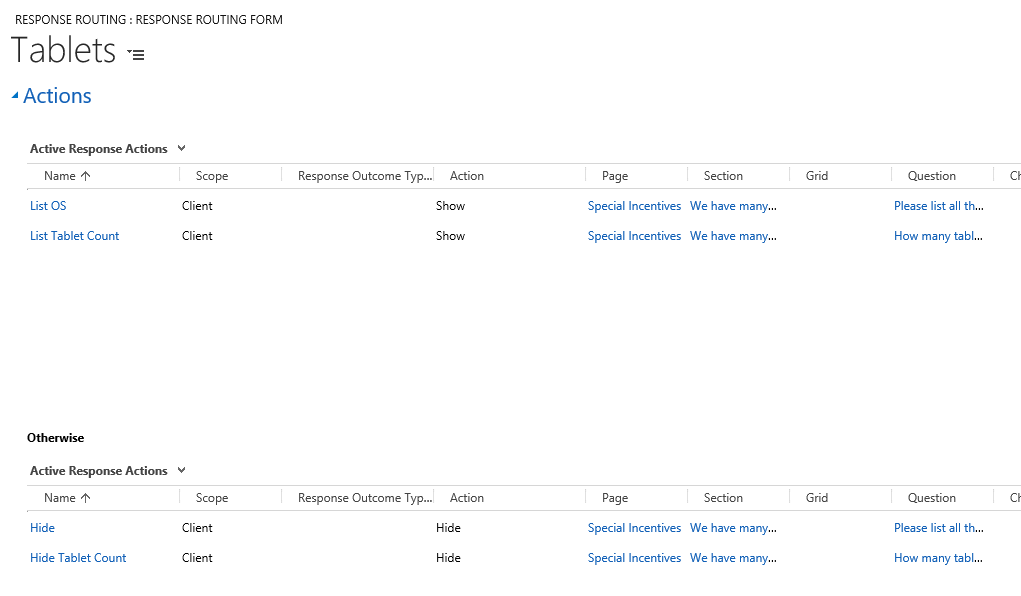 RESPONSE ROUTING : RESPONSE ROUTING FORM
Tablets
Actions
Active Response Actions
Name Scope Response Outcome Typ... Action Page Section Grid Question Ch
List OS Client Show Special Incentives We have many... Please list all th...
List Tablet Count Client Show Special Incentives We have many... How many tabl...
Otherwise
Active Response Actions
Name Scope Response Outcome Typ... Action Page Section Grid Question Ch
Hide Client Hide Special Incentives We have many... Please list all th...
Hide Tablet Count Client Hide Special Incentives We have many... How many tabl...